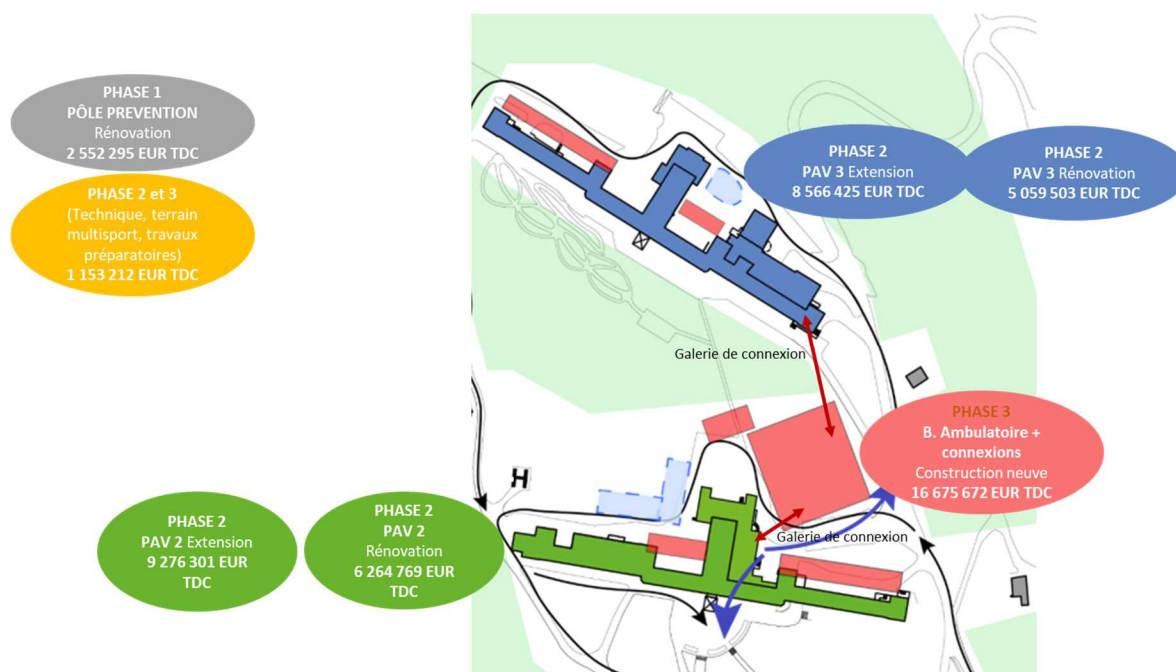 PHASE 1
PÔLE PREVENTION
Rénovation
2 552 295 EUR TDC
PHASE 2 et 3
(Technique, terrain
multisport, travaux
préparatoires)
1 153 212 EUR TDC
PHASE 2
PAV 3 Extension
8 566 425 EUR TDC
PHASE 2
PAV 3 Rénovation
5 059 503 EUR TDC
Galerie de connexion
PHASE 3
B. Ambulatoire +
connexions
Construction neuve
16 675 672 EUR TDC
H
PHASE 2
PAV 2 Extension
9 276 301 EUR
TDC
PHASE 2
PAV 2
Rénovation
6 264 769 EUR
TDC
Galerie de connexion